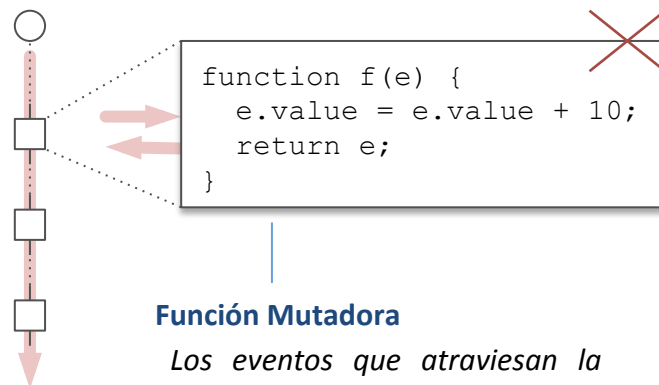 function f(e) {
e.value = e.value + 10;
return e;
}
Función Mutadora
Los eventos que atraviesan la